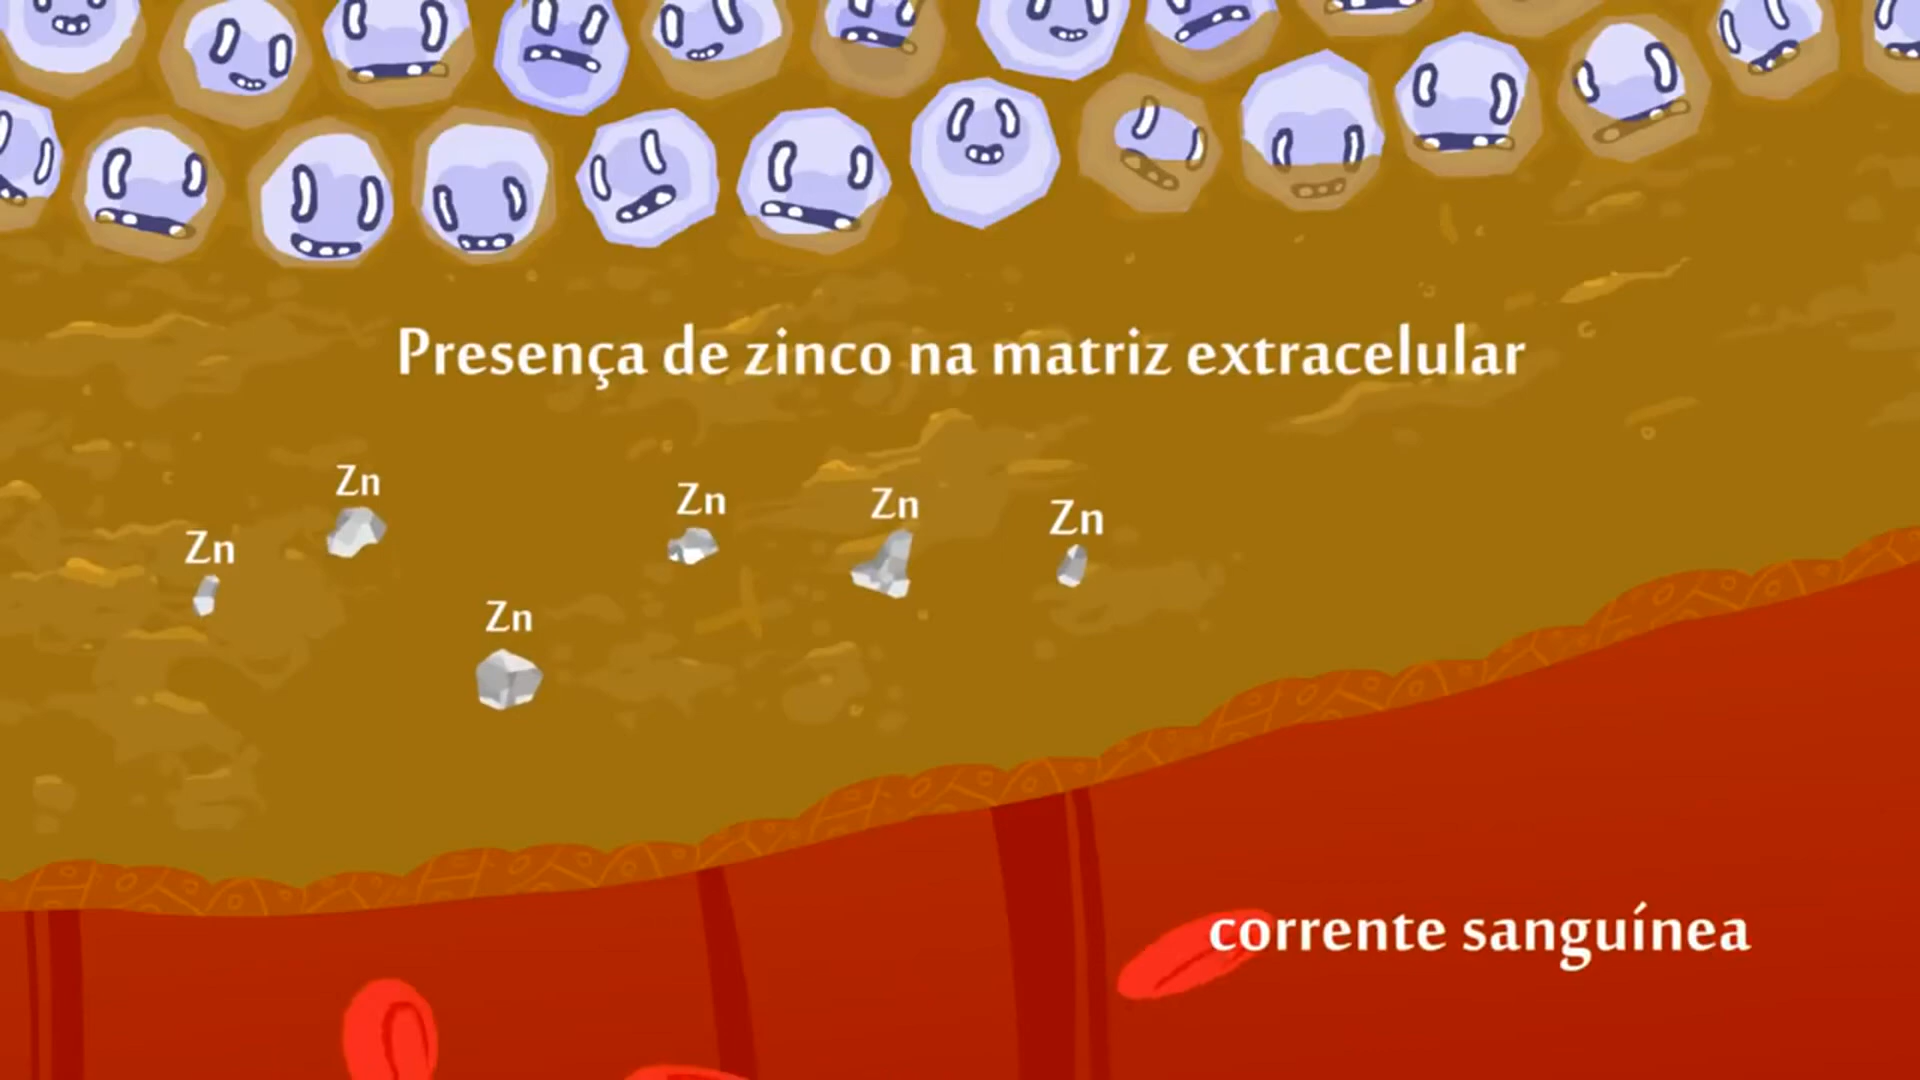 Presença de zinco na matriz extracelular
Zn
Zn
Zn
Zn
Zn
Zn
corrente sanguínea